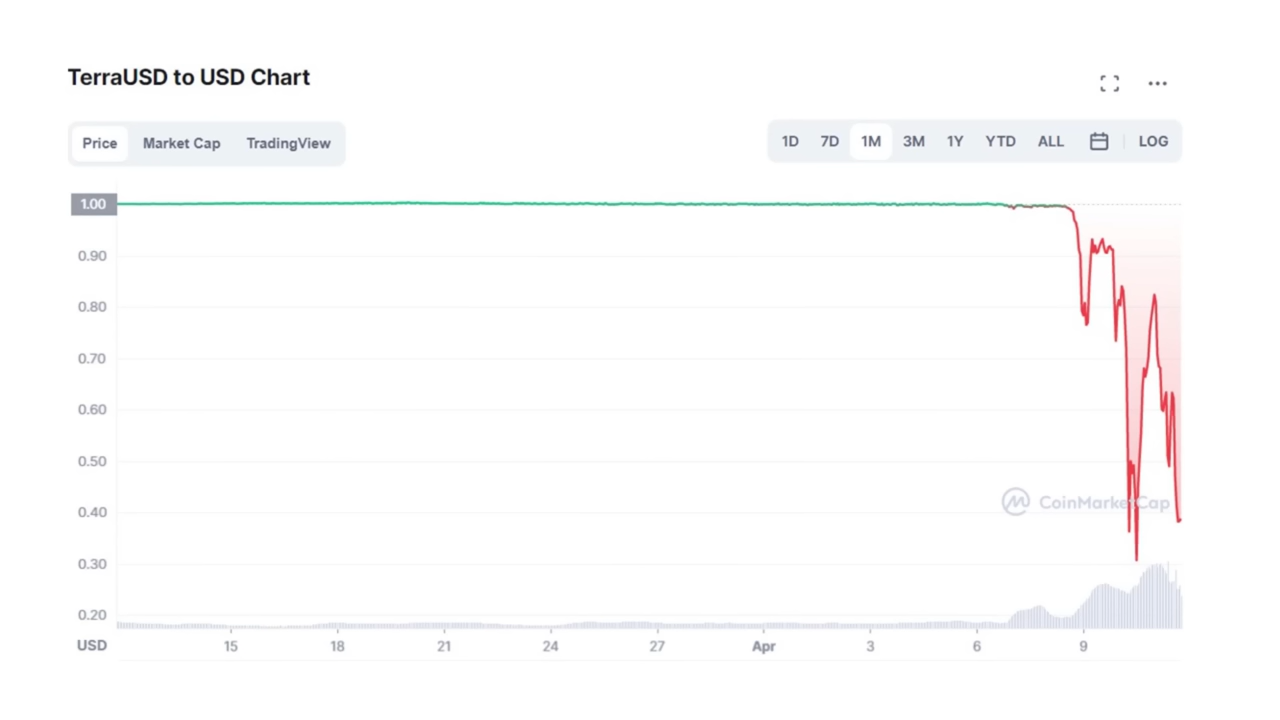 TerraUSD to USD Chart
Price Market Cap TradingView
1D 7D 1M 3M 1Y YTD ALL LOG
1.00
0.90
0.80
0.70
0.60
0.50
0.40
0.30
0.20
CoinMarketCap
USD 15 18 21 24 27 Apr 3 6 9